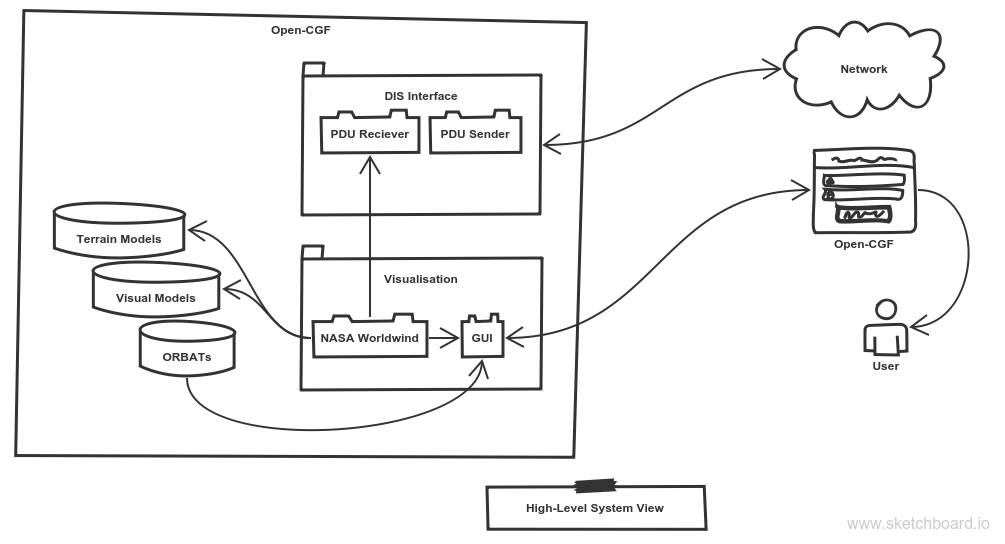 Open-CGF
DIS Interface
PDU Reciever
PDU Sender
Network
Open-CGF
User
Terrain Models
Visual Models
ORBATs
Visualisation
NASA Worldwind
GUI
High-Level System View
www.sketchboard.io